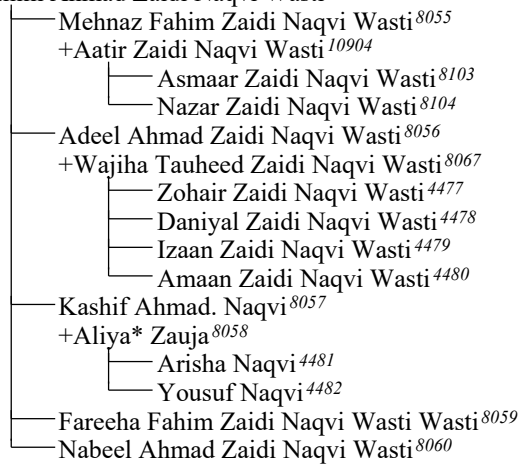 Mehnaz Fahim Zaidi Naqvi Wasti 8055
+Aatir Zaidi Naqvi Wasti 10904
Asmaar Zaidi Naqvi Wasti 8103
Nazar Zaidi Naqvi Wasti 8104
Adeel Ahmad Zaidi Naqvi Wasti 8056
+Wajiha Tauheed Zaidi Naqvi Wasti 8067
Zohair Zaidi Naqvi Wasti 4477
Daniyal Zaidi Naqvi Wasti 4478
Izaan Zaidi Naqvi Wasti 4479
Amaan Zaidi Naqvi Wasti 4480
Kashif Ahmad. Naqvi 8057
+Aliya* Zauja 8058
Arisha Naqvi 4481
Yousuf Naqvi 4482
Fareeha Fahim Zaidi Naqvi Wasti Wasti 8059
Nabeel Ahmad Zaidi Naqvi Wasti 8060